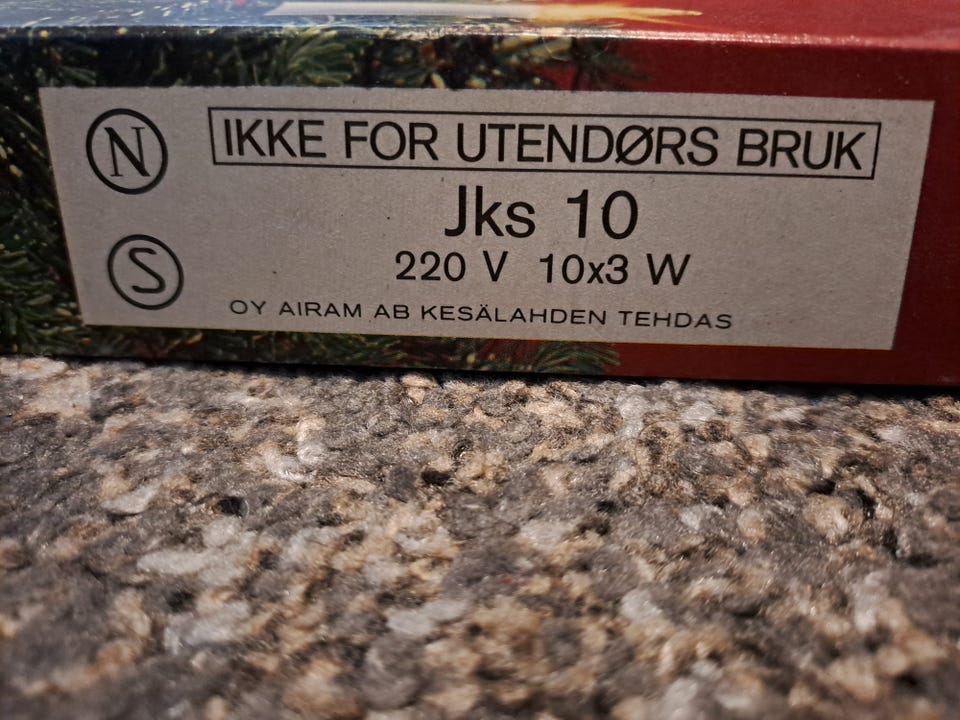 N
IKKE FOR UTENDØRS BRUK
Jks 10
S
220 V 10x3 W
OY AIRAM AB KESÄLAHDEN TEHDAS